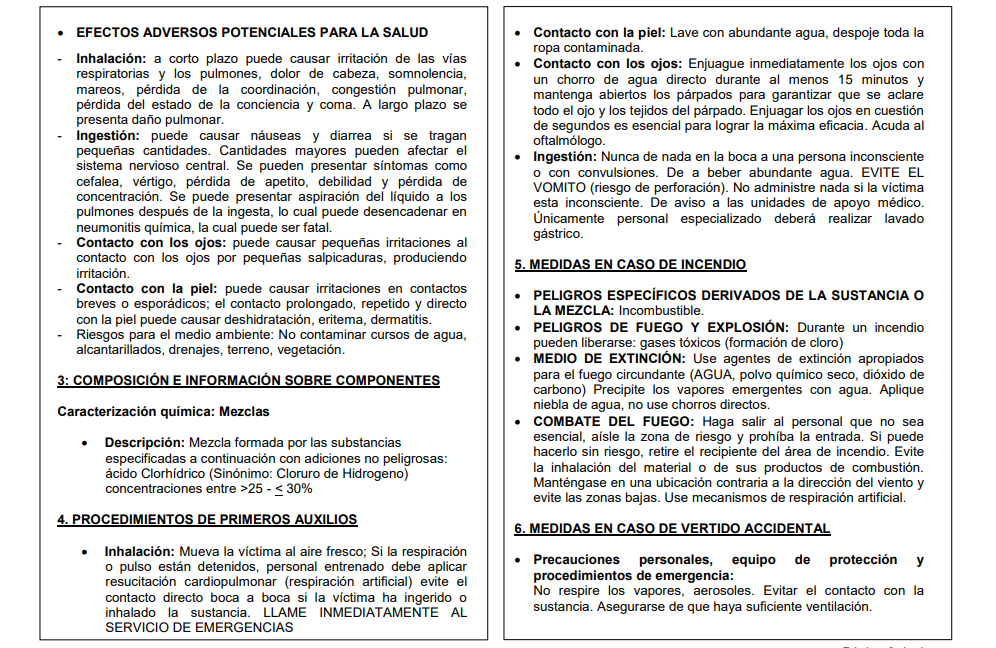 • EFECTOS ADVERSOS POTENCIALES PARA LA SALUD
- Inhalación: a corto plazo puede causar irritación de las vías
respiratorias y los pulmones, dolor de cabeza, somnolencia,
mareos, pérdida de la coordinación, congestión pulmonar,
pérdida del estado de la conciencia y coma. A largo plazo se
presenta daño pulmonar.
- Ingestión: puede causar náuseas y diarrea si se tragan
pequeñas cantidades. Cantidades mayores pueden afectar el
sistema nervioso central. Se pueden presentar síntomas como
cefalea, vértigo, pérdida de apetito, debilidad y pérdida de
concentración. Se puede presentar aspiración del líquido a los
pulmones después de la ingesta, lo cual puede desencadenar en
neumonitis química, la cual puede ser fatal.
- Contacto con los ojos: puede causar pequeñas irritaciones al
contacto con los ojos por pequeñas salpicaduras, produciendo
irritación.
- Contacto con la piel: puede causar irritaciones en contactos
breves o esporádicos; el contacto prolongado, repetido y directo
con la piel puede causar deshidratación, eritema, dermatitis.
- Riesgos para el medio ambiente: No contaminar cursos de agua,
alcantarillados, drenajes, terreno, vegetación.
3: COMPOSICIÓN E INFORMACIÓN SOBRE COMPONENTES
Caracterización química: Mezclas
• Descripción: Mezcla formada por las substancias
especificadas a continuación con adiciones no peligrosas:
ácido Clorhídrico (Sinónimo: Cloruro de Hidrogeno)
concentraciones entre >25 - ≤ 30%
4. PROCEDIMIENTOS DE PRIMEROS AUXILIOS
• Inhalación: Mueva la víctima al aire fresco; Si la respiración
o pulso están detenidos, personal entrenado debe aplicar
resucitación cardiopulmonar (respiración artificial) evite el
contacto directo boca a boca si la víctima ha ingerido o
inhalado la sustancia. LLAME INMEDIATAMENTE AL
SERVICIO DE EMERGENCIAS
• Contacto con la piel: Lave con abundante agua, despoje toda la
ropa contaminada.
• Contacto con los ojos: Enjuague inmediatamente los ojos con
un chorro de agua directo durante al menos 15 minutos y
mantenga abiertos los párpados para garantizar que se aclare
todo el ojo y los tejidos del párpado. Enjuagar los ojos en cuestión
de segundos es esencial para lograr la máxima eficacia. Acuda al
oftalmólogo.
• Ingestión: Nunca de nada en la boca a una persona inconsciente
o con convulsiones. De a beber abundante agua. EVITE EL
VOMITO (riesgo de perforación). No administre nada si la víctima
esta inconsciente. De aviso a las unidades de apoyo médico.
Únicamente personal especializado deberá realizar lavado
gástrico.
5. MEDIDAS EN CASO DE INCENDIO
• PELIGROS ESPECÍFICOS DERIVADOS DE LA SUSTANCIA O
LA MEZCLA: Incombustible.
• PELIGROS DE FUEGO Y EXPLOSIÓN: Durante un incendio
pueden liberarse: gases tóxicos (formación de cloro)
• MEDIO DE EXTINCIÓN: Use agentes de extinción apropiados
para el fuego circundante (AGUA, polvo químico seco, dióxido de
carbono) Precipite los vapores emergentes con agua. Aplique
niebla de agua, no use chorros directos.
• COMBATE DEL FUEGO: Haga salir al personal que no sea
esencial, aísle la zona de riesgo y prohíba la entrada. Si puede
hacerlo sin riesgo, retire el recipiente del área de incendio. Evite
la inhalación del material o de sus productos de combustión.
Manténgase en una ubicación contraria a la dirección del viento y
evite las zonas bajas. Use mecanismos de respiración artificial.
6. MEDIDAS EN CASO DE VERTIDO ACCIDENTAL
• Precauciones personales, equipo de protección y
procedimientos de emergencia:
No respire los vapores, aerosoles. Evitar el contacto con la
sustancia. Asegurarse de que haya suficiente ventilación.